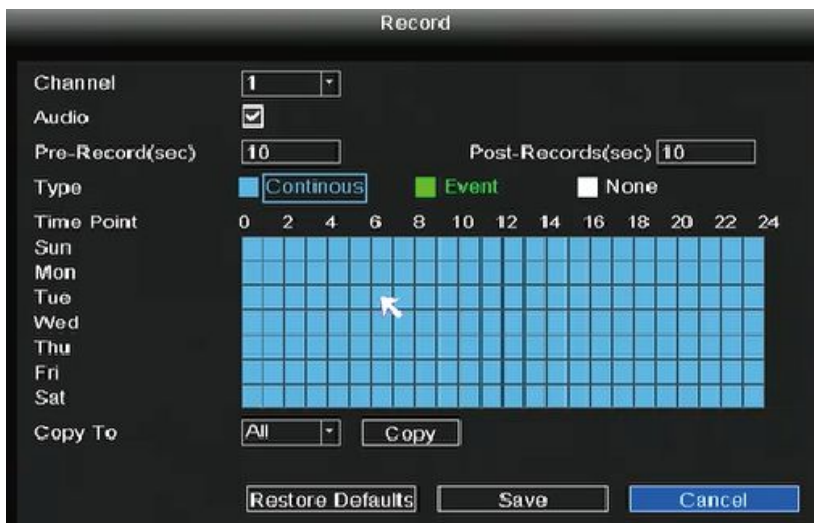 Record
Channel 1
Audio
Pre-Record(sec) 10 Post-Records(sec) 10
Type Continous Event None
Time Point 0 2 4 6 8 10 12 14 16 18 20 22 24
Sun
Mon
Tue
Wed
Thu
Fri
Sat
Copy To All Copy
Restore Defaults Save Cancel